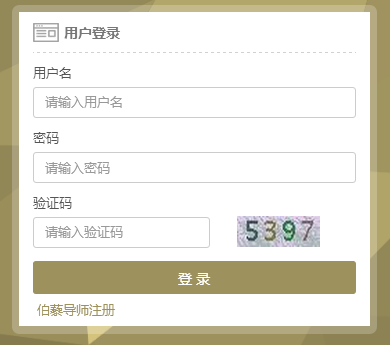 用户登录
用户名
请输入用户名
密码
请输入密码
验证码
请输入验证码 5397
登 录
伯藜导师注册